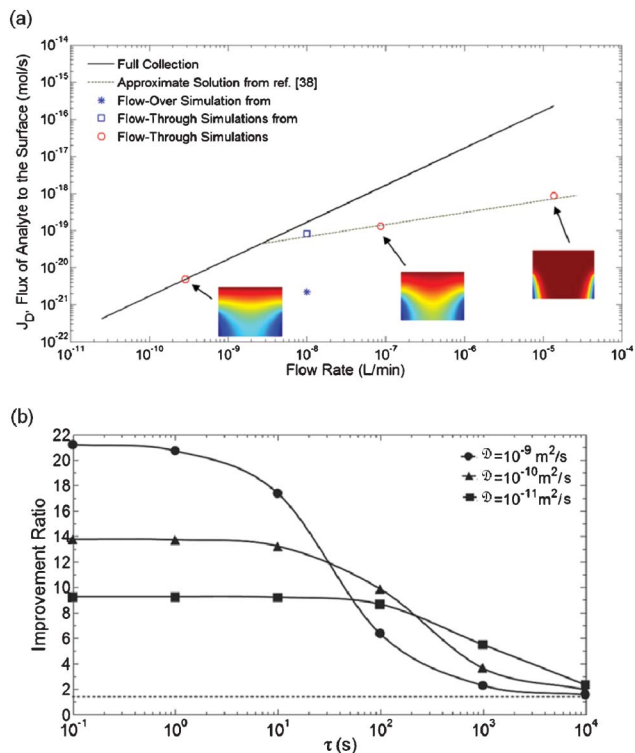 (a)
10^-14
10^-15
10^-16
10^-17
10^-18
10^-19
10^-20
10^-21
10^-22
J_D, Flux of Analyte to the Surface (mol/s)
Full Collection
Approximate Solution from ref. [38]
Flow-Over Simulation from
Flow-Through Simulations from
Flow-Through Simulations
10^-11 10^-10 10^-9 10^-8 10^-7 10^-6 10^-5 10^-4
Flow Rate (L/min)
(b)
22
20
18
16
14
12
10
8
6
4
2
0
Improvement Ratio
𝒟=10^-9 m^2/s
𝒟=10^-10 m^2/s
𝒟=10^-11 m^2/s
10^-1 10^0 10^1 10^2 10^3 10^4
τ (s)